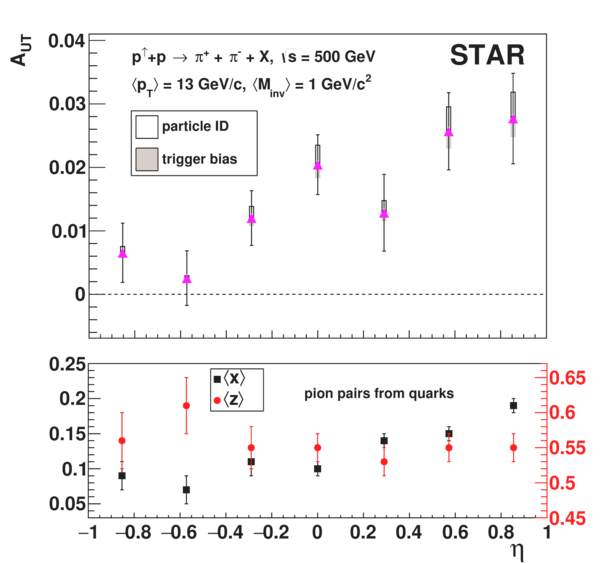 A_UT
0.04
0.03
0.02
0.01
0
p↑+p → π⁺ + π⁻ + X, √s = 500 GeV
STAR
⟨p_T⟩ = 13 GeV/c, ⟨M_inv⟩ = 1 GeV/c²
particle ID
trigger bias
0.25
0.2
0.15
0.1
0.05
⟨x⟩
⟨z⟩
pion pairs from quarks
0.65
0.6
0.55
0.5
0.45
−1 −0.8 −0.6 −0.4 −0.2 0 0.2 0.4 0.6 0.8 1
η